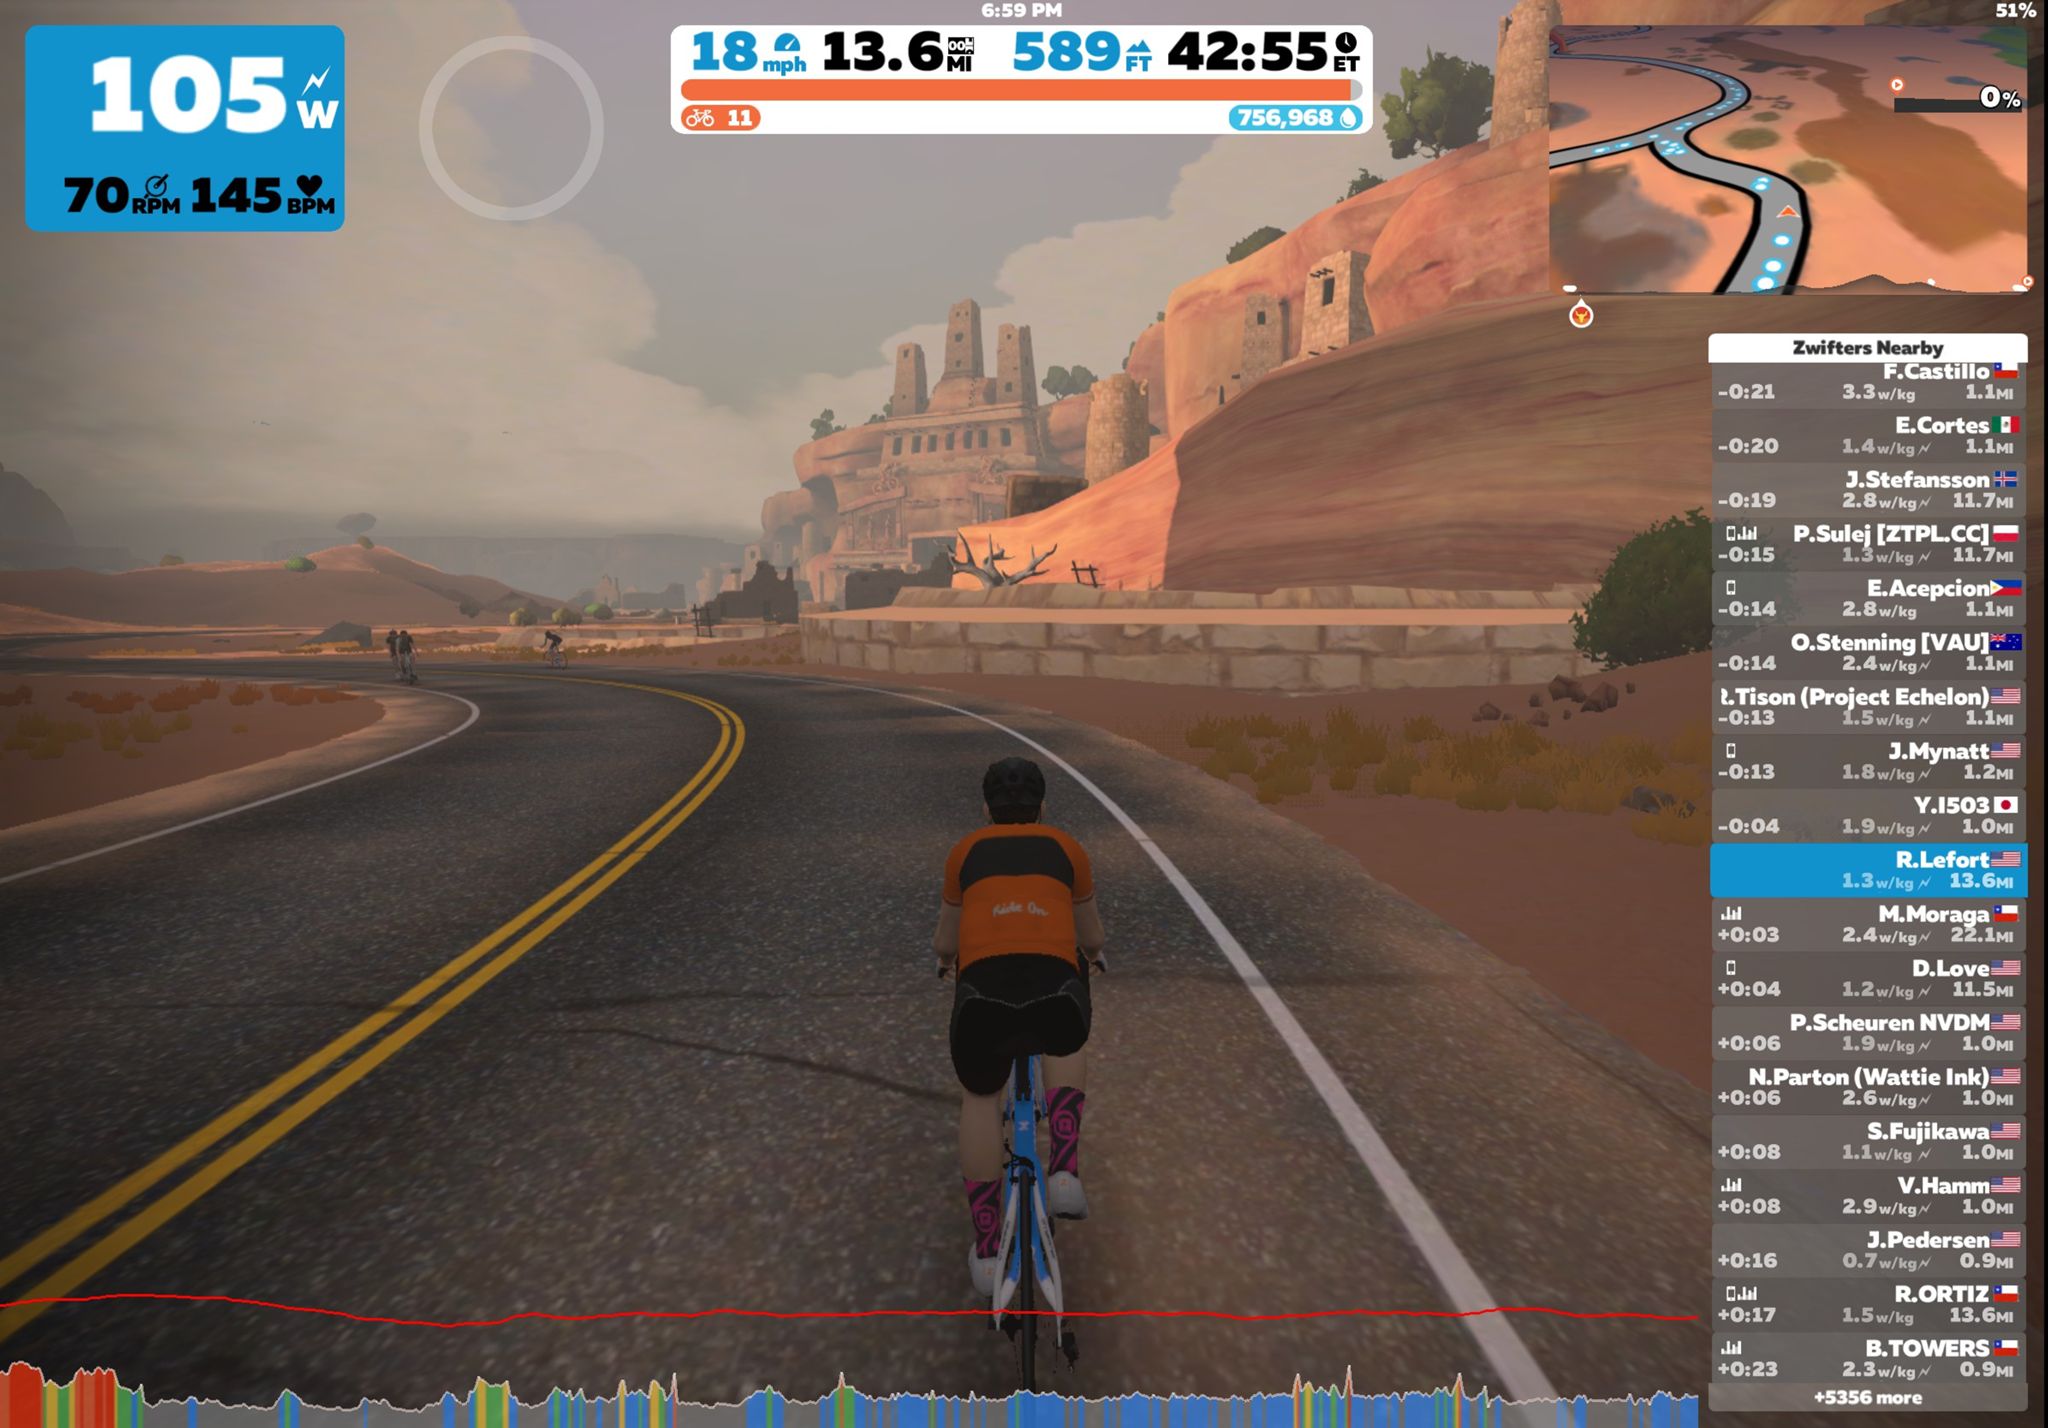 6:59 PM
51%
105 W
70 RPM 145 BPM
18 mph 13.6 MI 589 FT 42:55 ET
11
756,968
0%
Zwifters Nearby
F.Castillo
-0:21 3.3w/kg 1.1MI
E.Cortes
-0:20 1.4w/kg 1.1MI
J.Stefansson
-0:19 2.8w/kg 11.7MI
P.Sulej [ZTPL.CC]
-0:15 1.3w/kg 11.7MI
E.Acepcion
-0:14 2.8w/kg 1.1MI
O.Stenning [VAU]
-0:14 2.4w/kg 1.1MI
.Tison (Project Echelon)
-0:13 1.5w/kg 1.1MI
J.Mynatt
-0:13 1.8w/kg 1.2MI
Y.I503
-0:04 1.9w/kg 1.0MI
R.Lefort
1.3w/kg 13.6MI
M.Moraga
+0:03 2.4w/kg 22.1MI
D.Love
+0:04 1.2w/kg 11.5MI
P.Scheuren NVDM
+0:06 1.9w/kg 1.0MI
N.Parton (Wattie Ink)
+0:06 2.6w/kg 1.0MI
S.Fujikawa
+0:08 1.1w/kg 1.0MI
V.Hamm
+0:08 2.9w/kg 1.0MI
J.Pedersen
+0:16 0.7w/kg 0.9MI
R.ORTIZ
+0:17 1.5w/kg 13.6MI
B.TOWERS
+0:23 2.3w/kg 0.9MI
+5356 more
Ride On